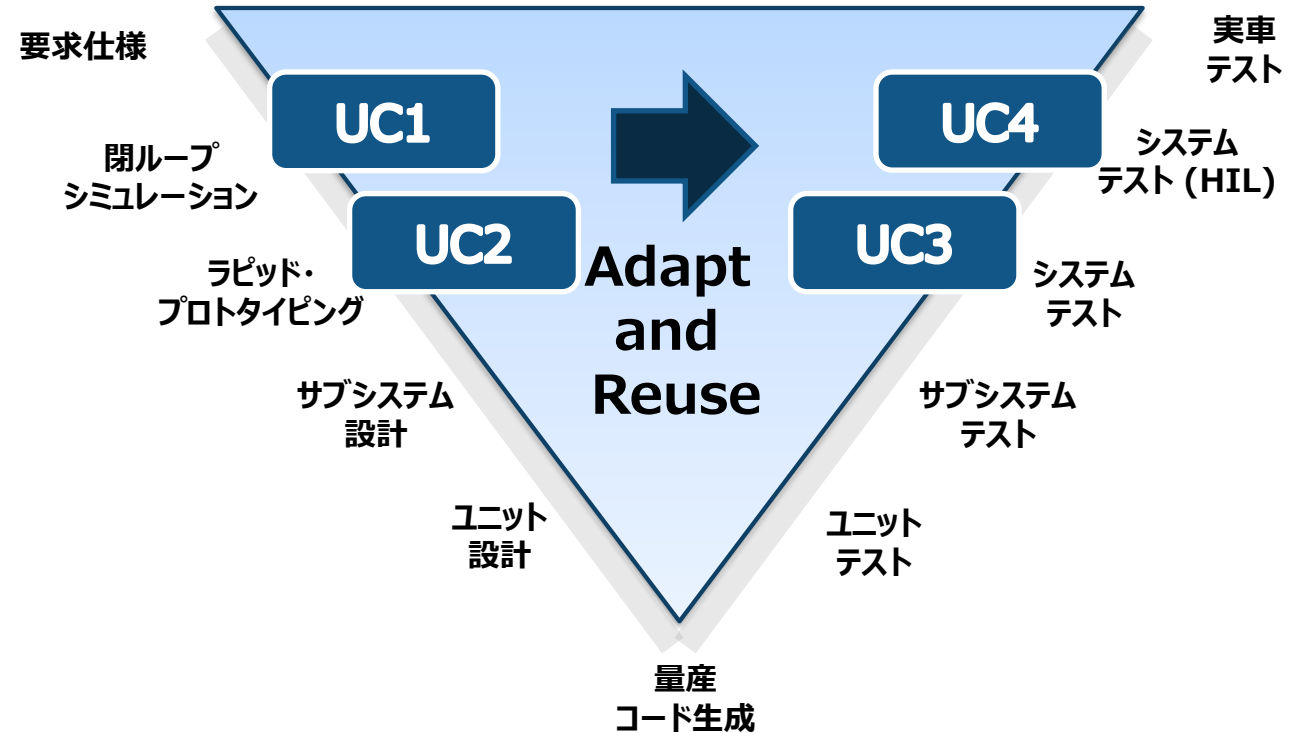 要求仕様
実車
テスト
UC1
UC4
閉ループ
シミュレーション
システム
テスト (HIL)
UC2
UC3
ラピッド・
プロトタイピング
Adapt
and
Reuse
システム
テスト
サブシステム
設計
サブシステム
テスト
ユニット
設計
ユニット
テスト
量産
コード生成